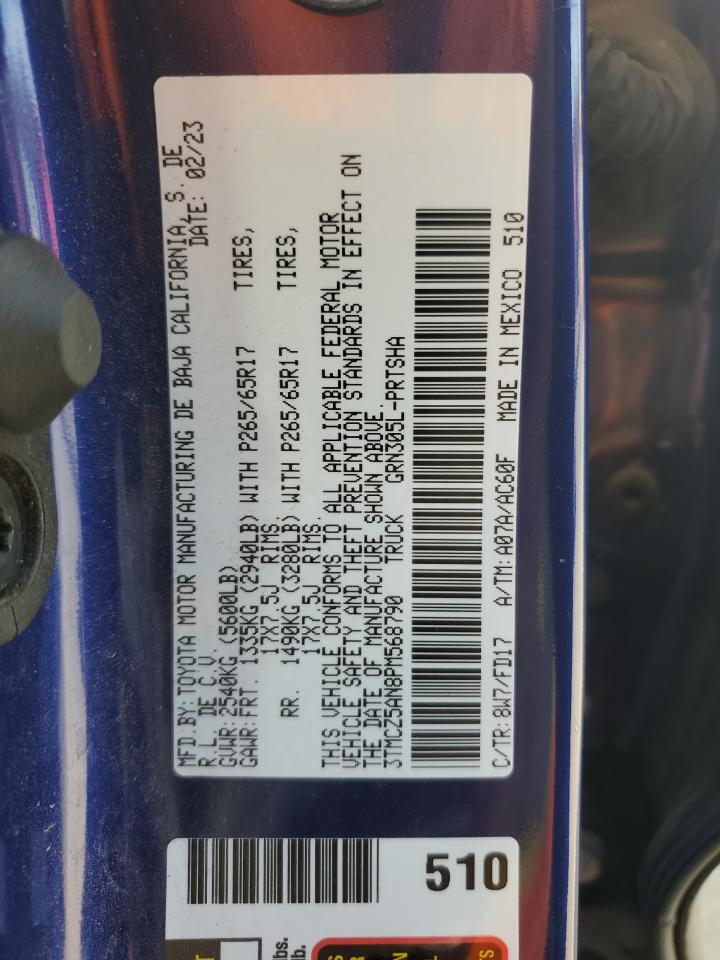 MFD.BY:TOYOTA MOTOR MANUFACTURING DE BAJA CALIFORNIA, S. DE
R.L. DE C.V. DATE: 02/23
GVWR:2540KG (5600LB)
GAWR:FRT. 1335KG (2940LB) WITH P265/65R17 TIRES,
17X7.5J RIMS,
RR. 1490KG (3280LB) WITH P265/65R17 TIRES,
17X7.5J RIMS.
THIS VEHICLE CONFORMS TO ALL APPLICABLE FEDERAL MOTOR
VEHICLE SAFETY AND THEFT PREVENTION STANDARDS IN EFFECT ON
THE DATE OF MANUFACTURE SHOWN ABOVE.
3TMCZ5AN8PM568790 TRUCK GRN305L-PRTSHA
C/TR:8W7/FD17 A/TM:A07A/AC60F MADE IN MEXICO 510
510
bs.
b.